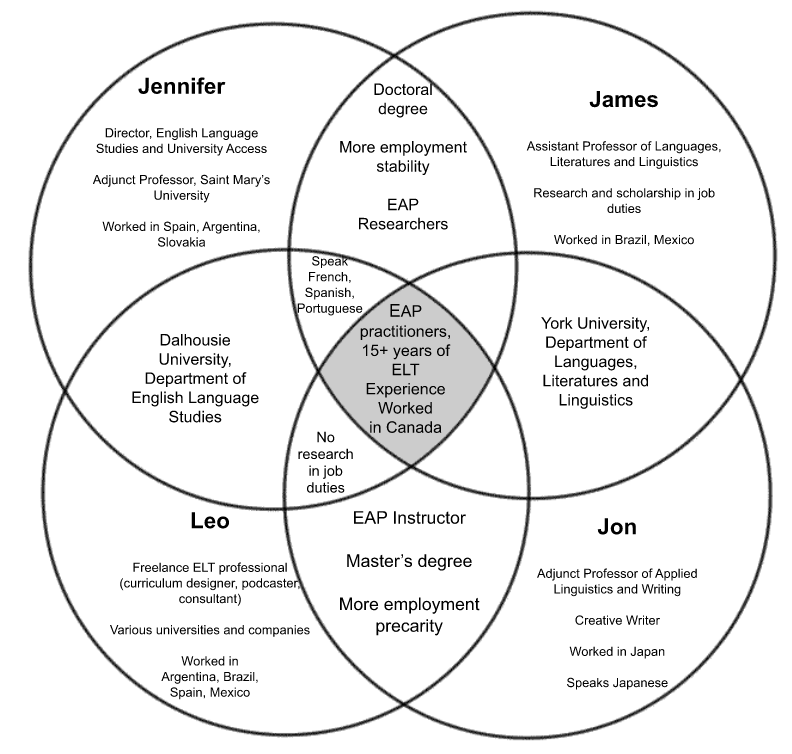 Jennifer
Director, English Language
Studies and University Access
Adjunct Professor, Saint Mary's
University
Worked in Spain, Argentina,
Slovakia
Doctoral
degree
More employment
stability
EAP
Researchers
James
Assistant Professor of Languages,
Literatures and Linguistics
Research and scholarship in job
duties
Worked in Brazil, Mexico
Speak
French,
Spanish,
Portuguese
Dalhousie
University,
Department of
English Language
Studies
EAP
practitioners,
15+ years of
ELT
Experience
Worked
in Canada
York University,
Department of
Languages,
Literatures and
Linguistics
No
research
in job
duties
Leo
Freelance ELT professional
(curriculum designer, podcaster,
consultant)
Various universities and companies
Worked in
Argentina, Brazil,
Spain, Mexico
EAP Instructor
Master's degree
More employment
precarity
Jon
Adjunct Professor of Applied
Linguistics and Writing
Creative Writer
Worked in Japan
Speaks Japanese